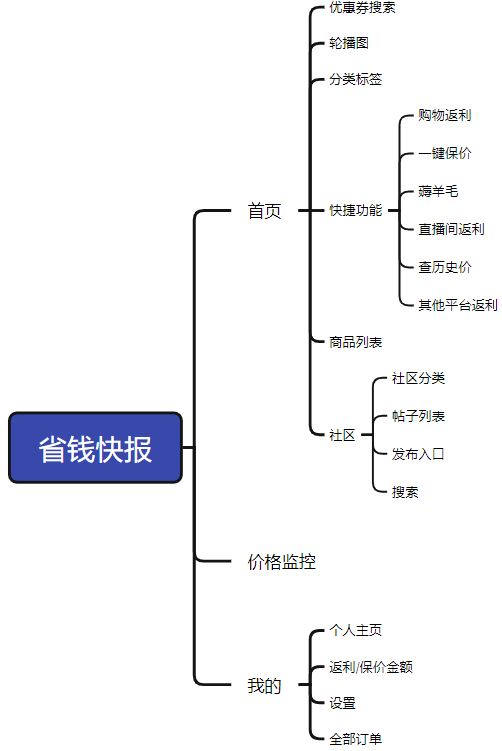 省钱快报
首页
优惠券搜索
轮播图
分类标签
快捷功能
购物返利
一键保价
薅羊毛
直播间返利
查历史价
其他平台返利
商品列表
社区
社区分类
帖子列表
发布入口
搜索
价格监控
我的
个人主页
返利/保价金额
设置
全部订单